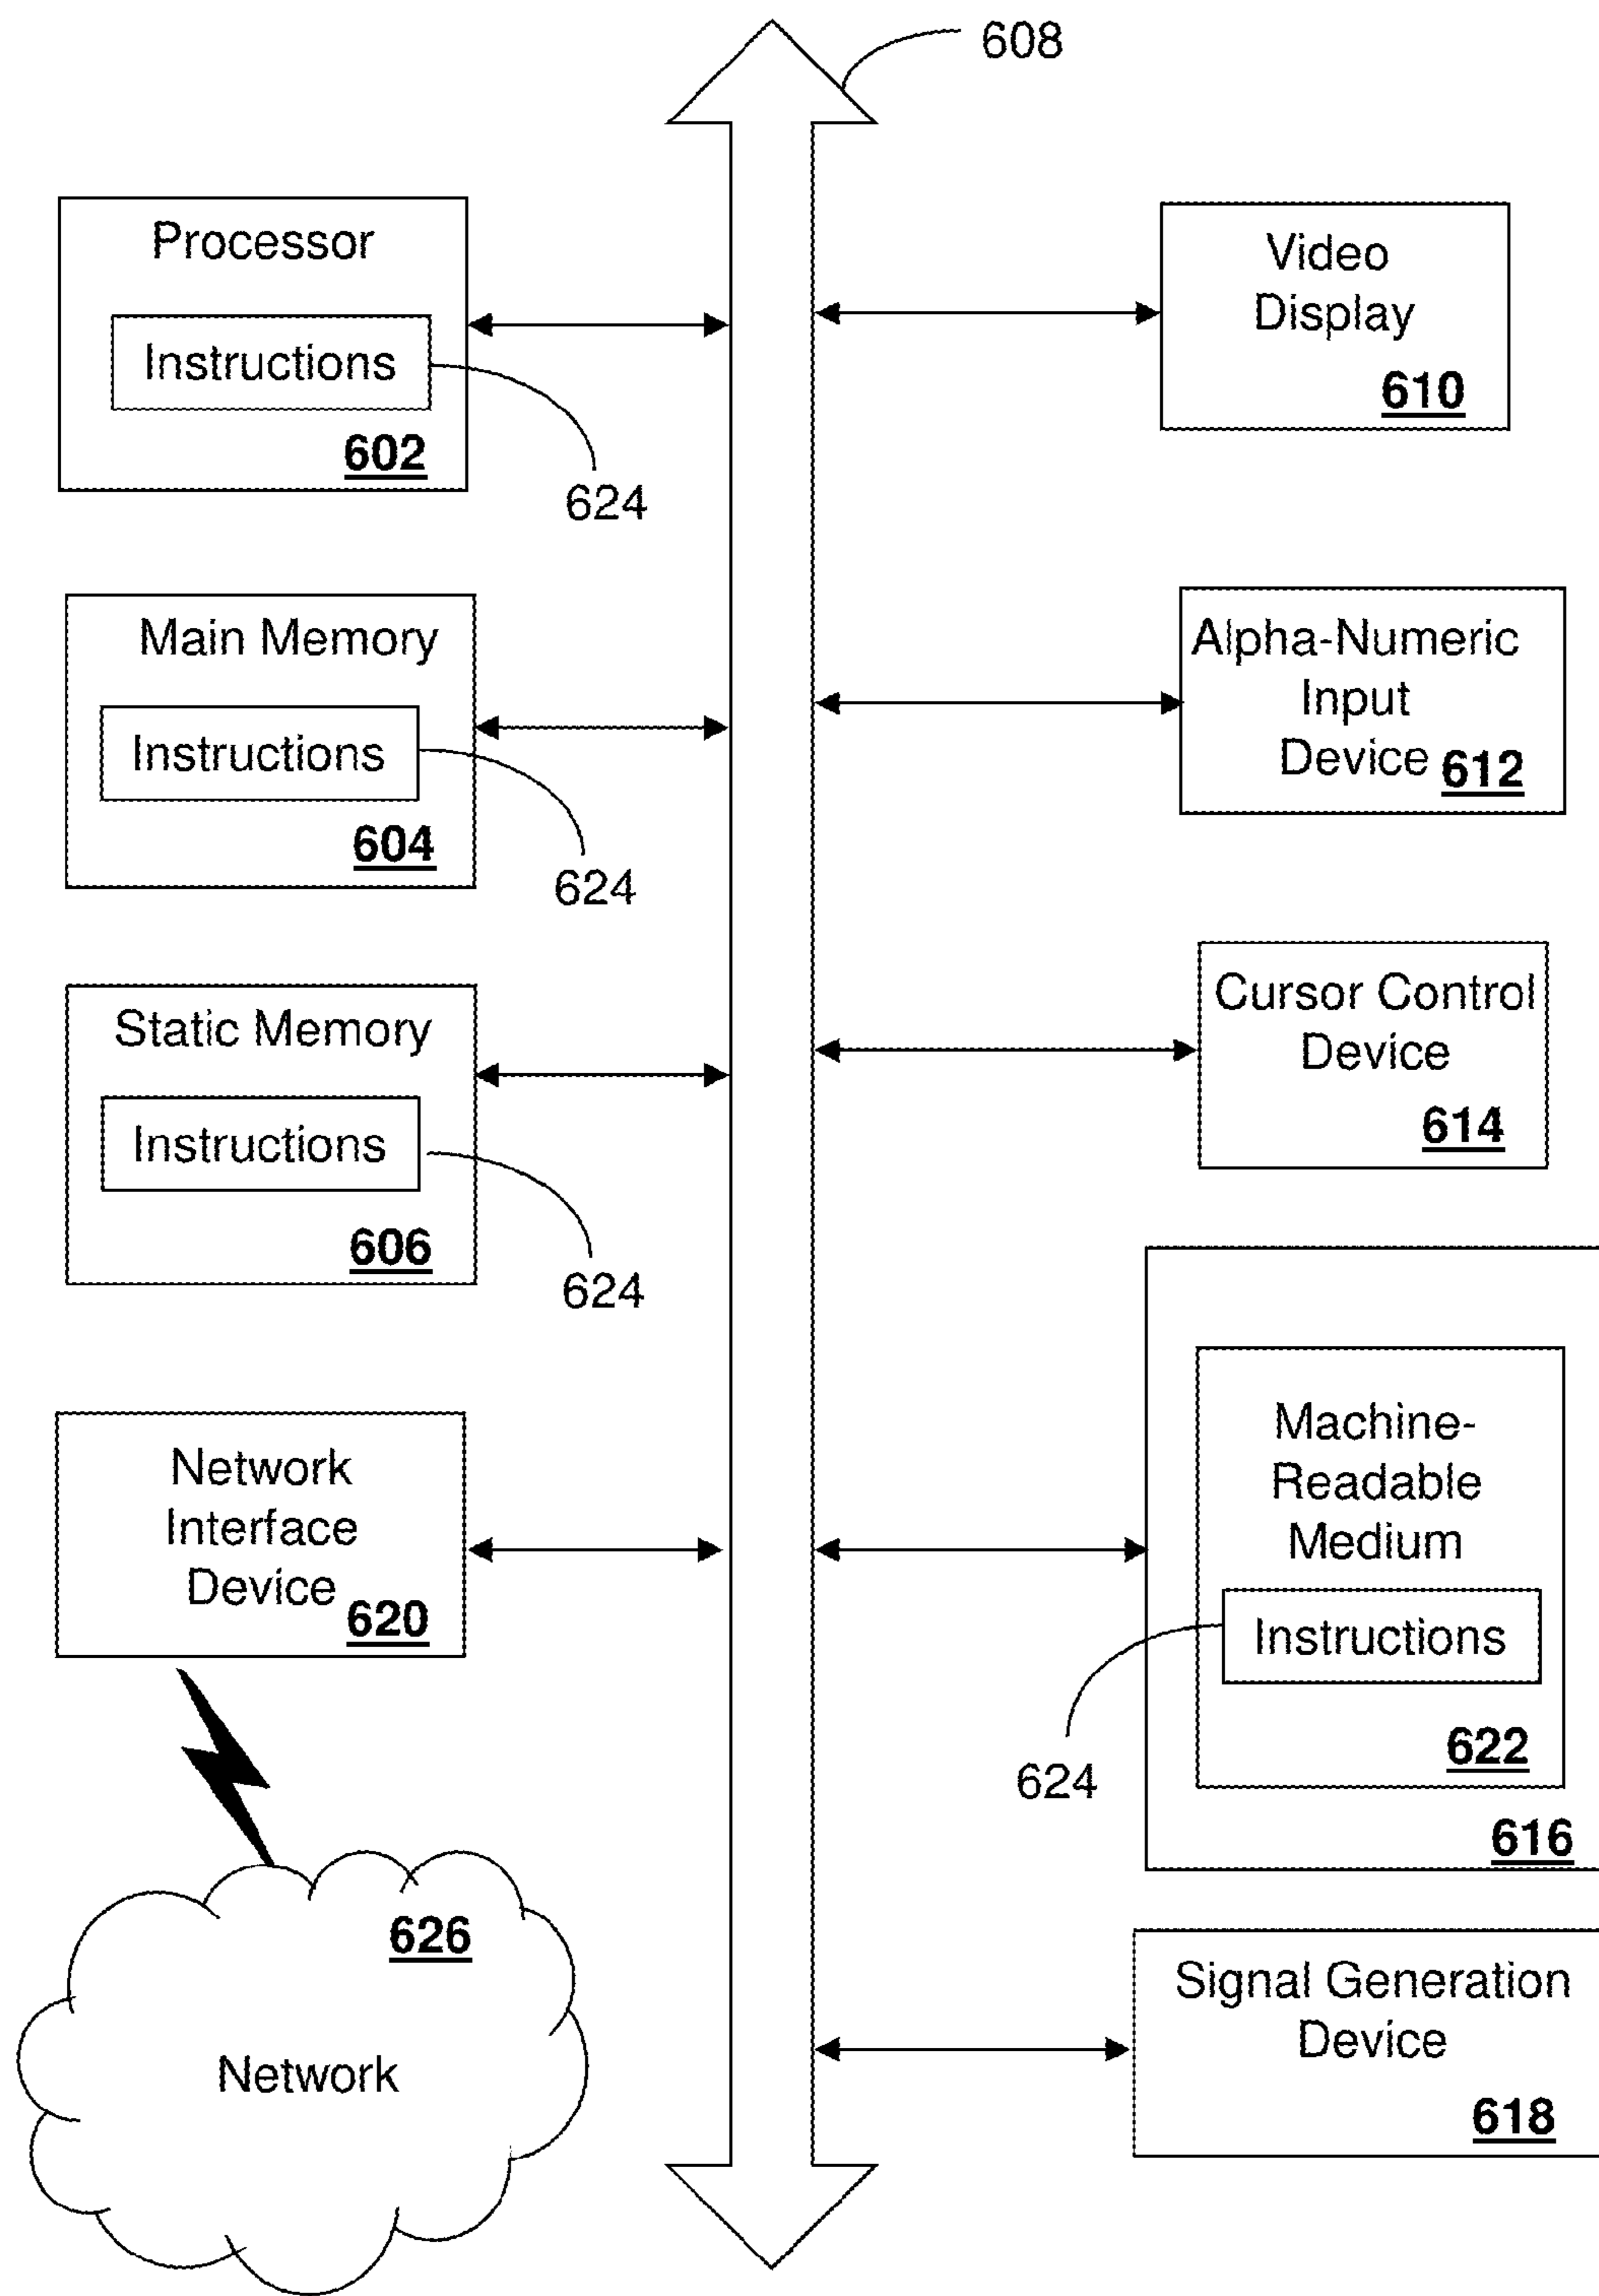 608
Processor
Instructions
602
624
Main Memory
Instructions
604
624
Static Memory
Instructions
606
624
Network
Interface
Device
620
626
Network
Video
Display
610
Alpha-Numeric
Input
Device 612
Cursor Control
Device
614
Machine-
Readable
Medium
Instructions
622
624
616
Signal Generation
Device
618